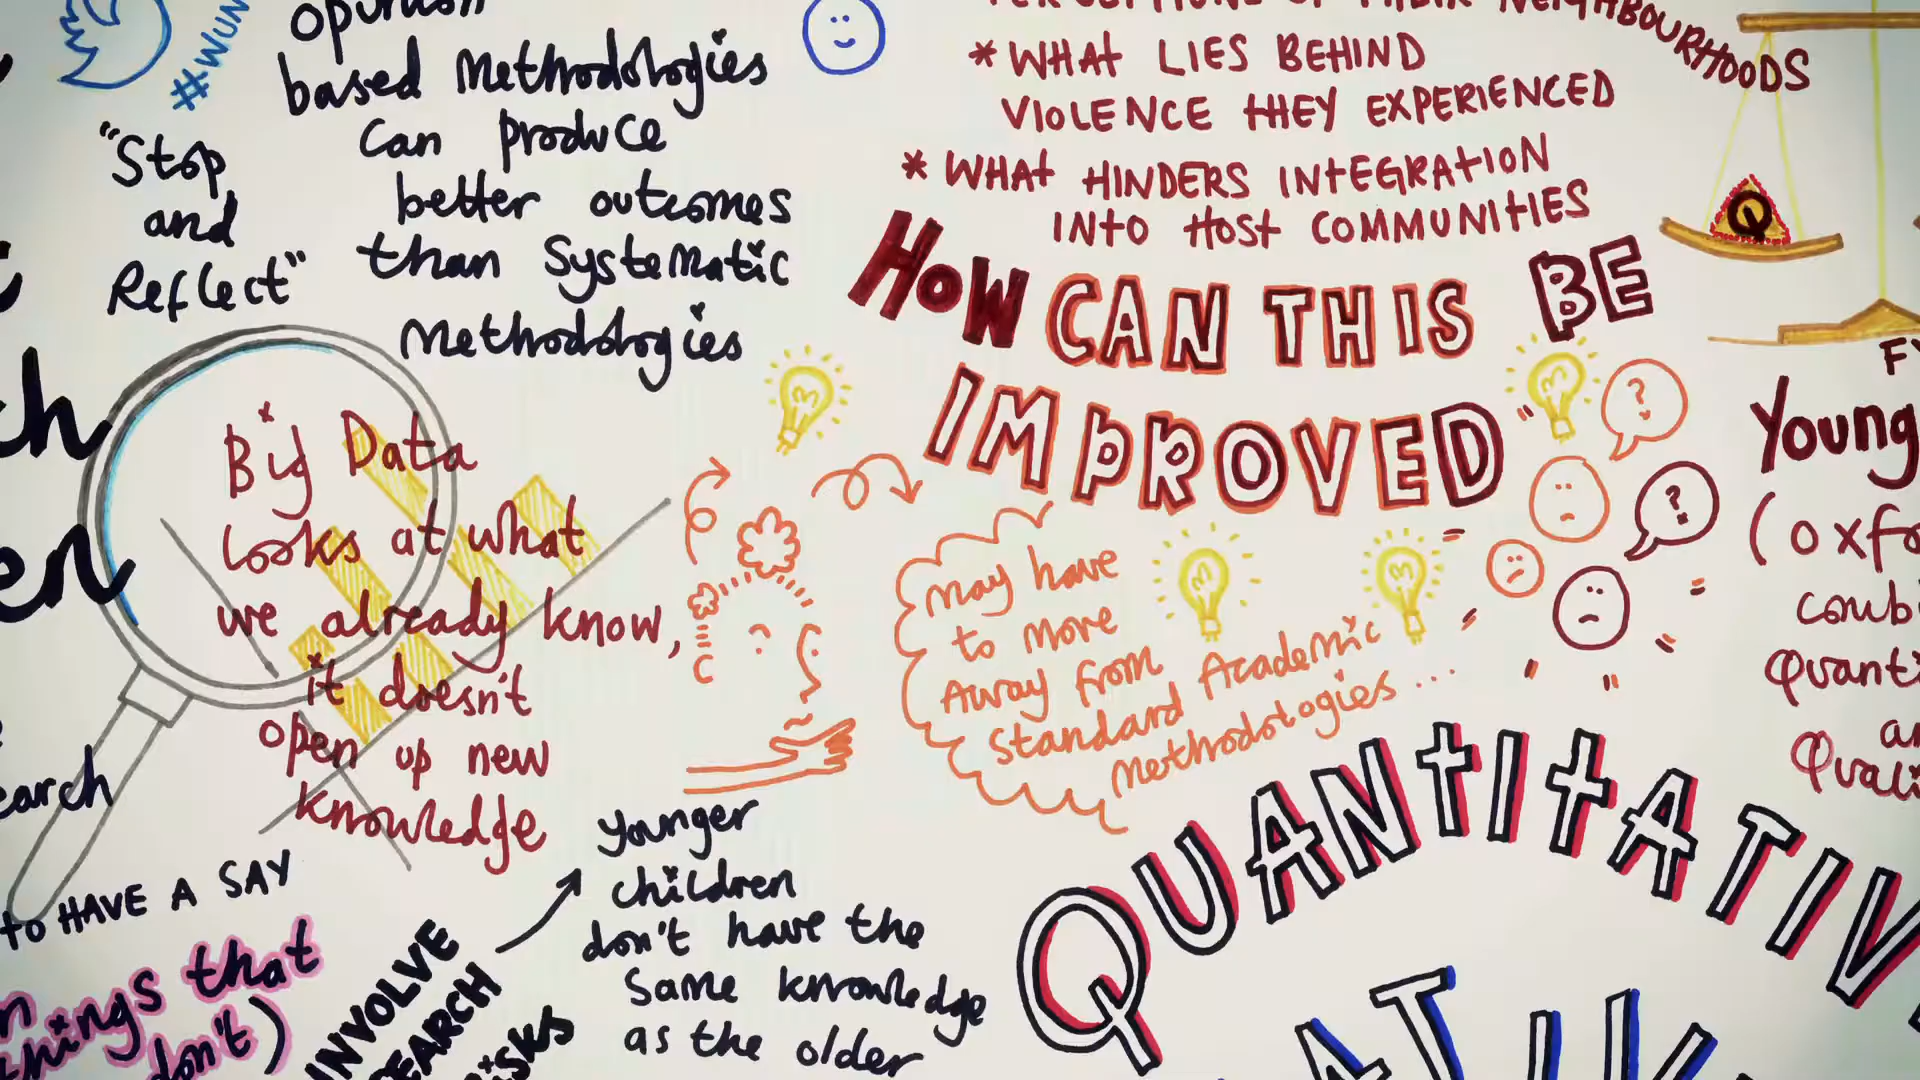 #WUN
opinion
based Methodologies
can produce
better outcomes
than Systematic
Methodologies
"Stop
and
Reflect"
Big Data
looks at what
we already know,
it doesn't
open up new
knowledge
THEIR NEIGHBOURHOODS
* WHAT LIES BEHIND
VIOLENCE THEY EXPERIENCED
* WHAT HINDERS INTEGRATION
INTO HOST COMMUNITIES
Q
HOW CAN THIS BE
IMPROVED
?
?
may have
to more
Away from
Standard Academic
Methodologies...
Young
(oxfo
comb
Quanti
Quali
earch
to HAVE A SAY
things that
don't)
INVOLVE
EARCH
younger
children
don't have the
Same knowledge
as the older
QUANTITATIV